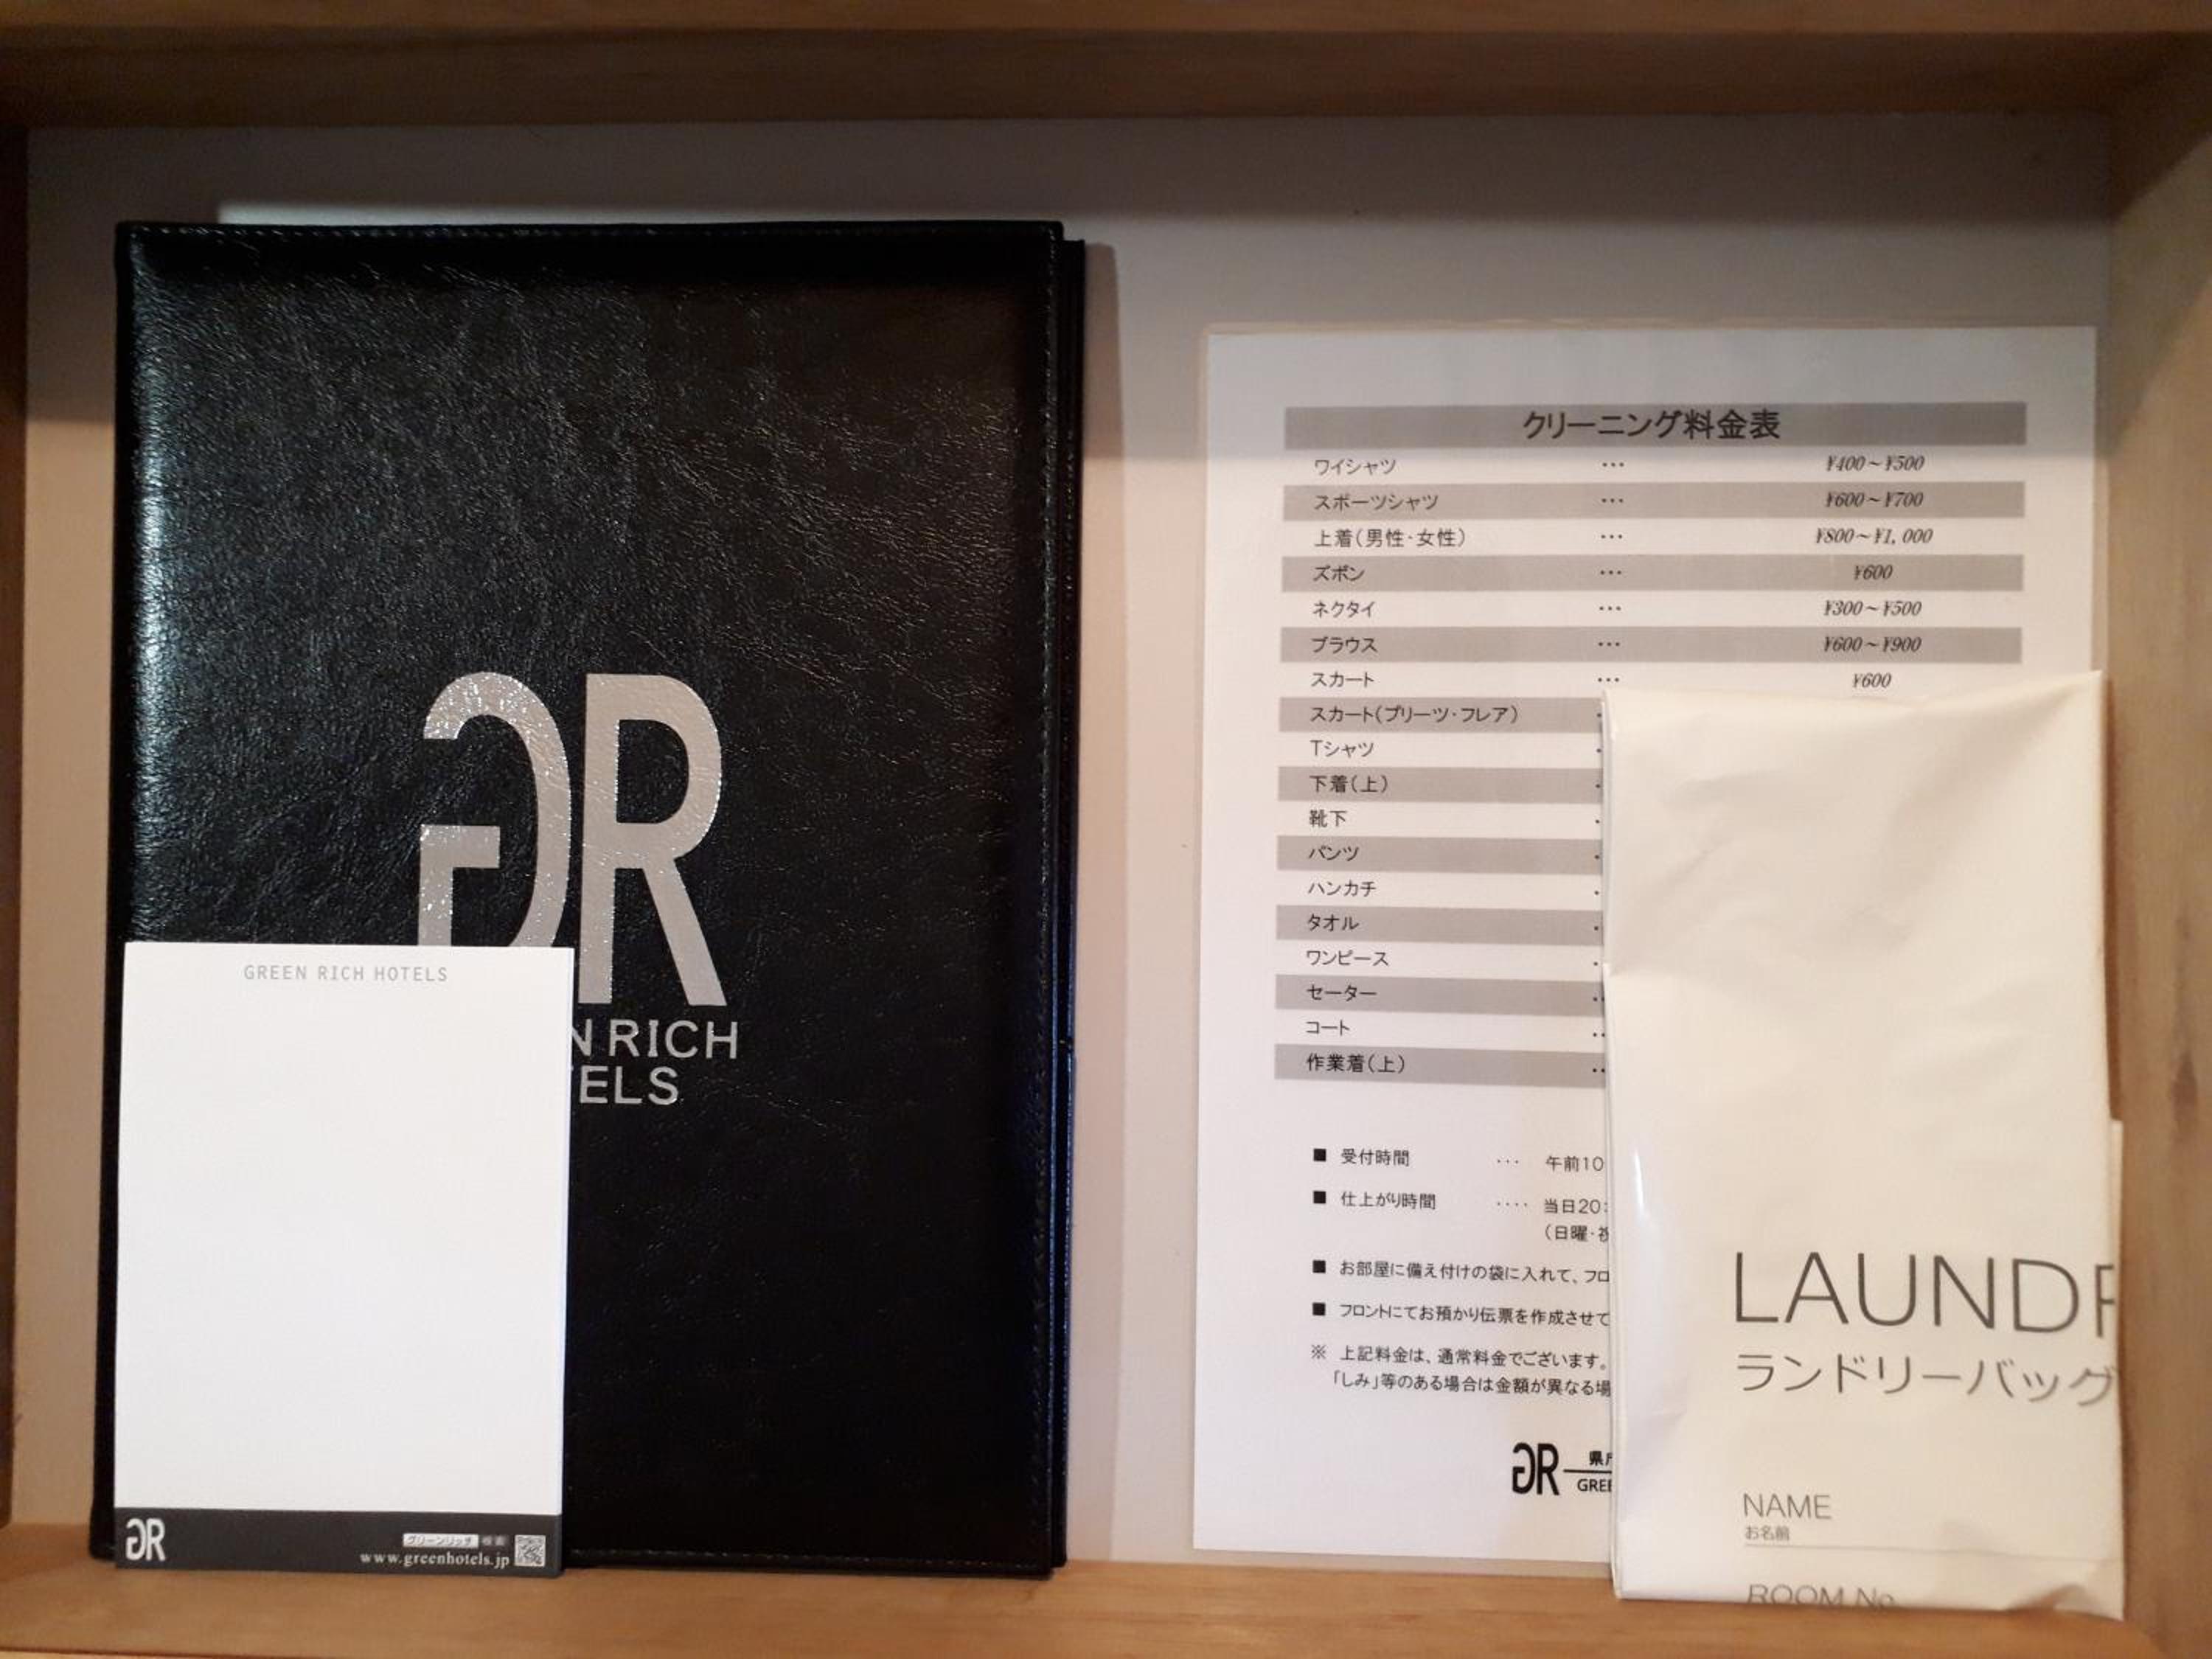 GR
N RICH
ELS
GREEN RICH HOTELS
GR
グリーンリッチ 検索
www.greenhotels.jp
クリーニング料金表
ワイシャツ ・・・ ¥400～¥500
スポーツシャツ ・・・ ¥600～¥700
上着(男性・女性) ・・・ ¥800～¥1,000
ズボン ・・・ ¥600
ネクタイ ・・・ ¥300～¥500
ブラウス ・・・ ¥600～¥900
スカート ・・・ ¥600
スカート(プリーツ・フレア)
Tシャツ
下着(上)
靴下
パンツ
ハンカチ
タオル
ワンピース
セーター
コート
作業着(上)
■ 受付時間 ・・・ 午前10
■ 仕上がり時間 ・・・・ 当日20:
(日曜・祝
■ お部屋に備え付けの袋に入れて、フロ
■ フロントにてお預かり伝票を作成させて
※ 上記料金は、通常料金でございます。
「しみ」等のある場合は金額が異なる場
GR 県庁
GREE
LAUNDR
ランドリーバッグ
NAME
お名前
ROOM No